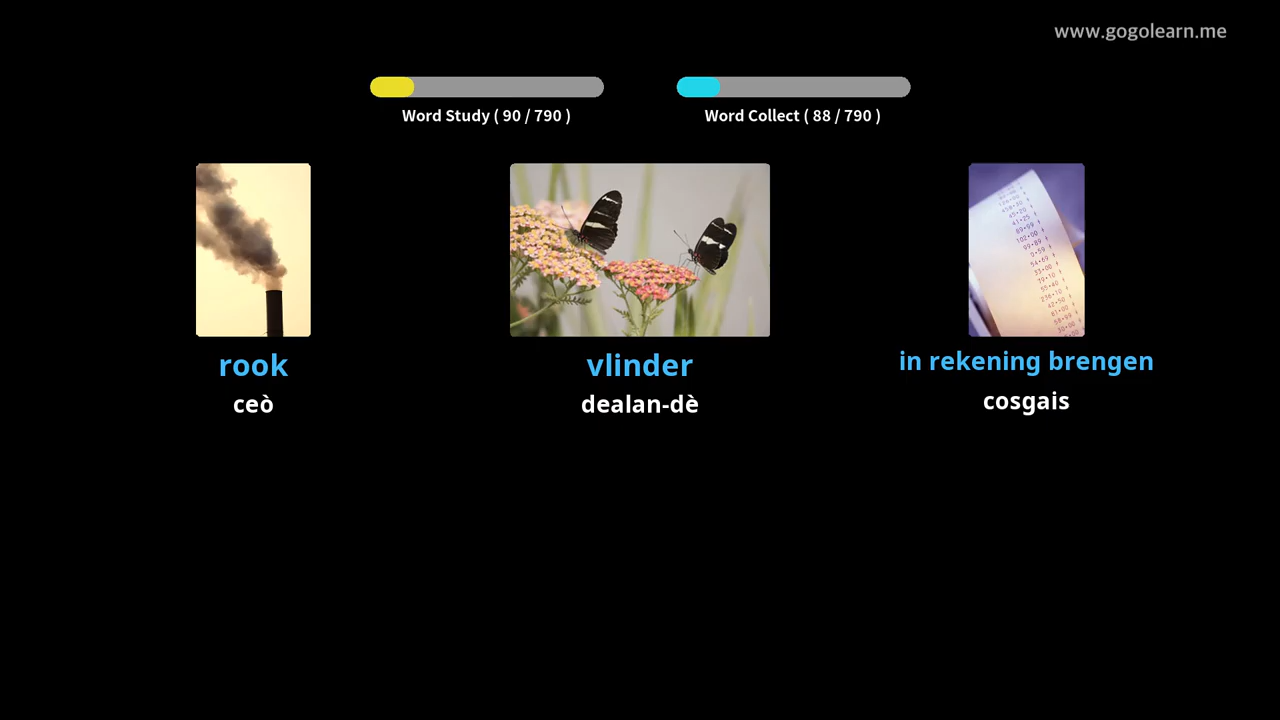 www.gogolearn.me
Word Study ( 90 / 790 )
Word Collect ( 88 / 790 )
rook
vlinder
in rekening brengen
ceò
dealan-dè
cosgais